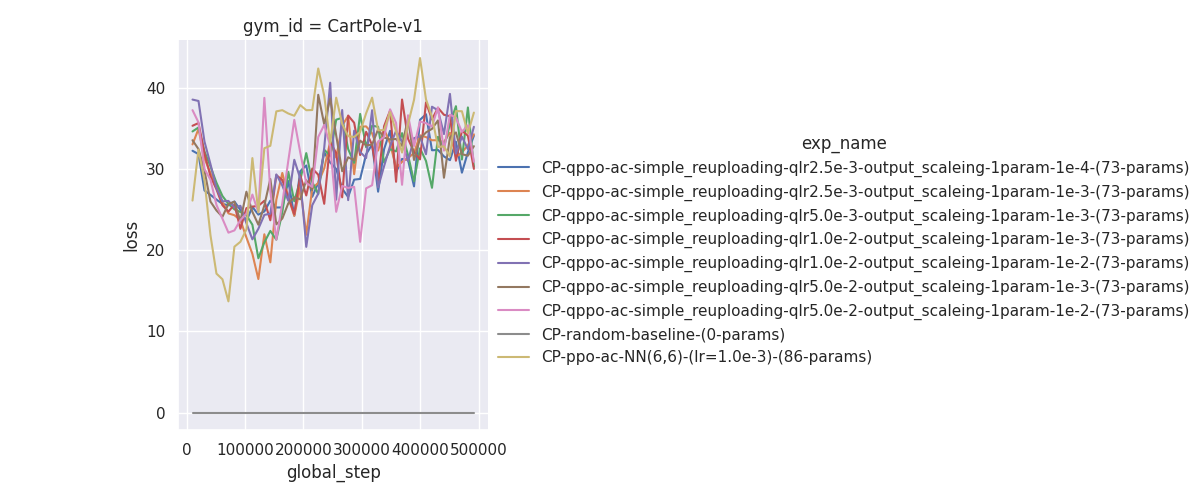 gym_id = CartPole-v1
40
30
20
10
0
loss
0
100000
200000
300000
400000
500000
global_step
exp_name
CP-qppo-ac-simple_reuploading-qlr2.5e-3-output_scaleing-1param-1e-4-(73-params)
CP-qppo-ac-simple_reuploading-qlr2.5e-3-output_scaleing-1param-1e-3-(73-params)
CP-qppo-ac-simple_reuploading-qlr5.0e-3-output_scaleing-1param-1e-3-(73-params)
CP-qppo-ac-simple_reuploading-qlr1.0e-2-output_scaleing-1param-1e-3-(73-params)
CP-qppo-ac-simple_reuploading-qlr1.0e-2-output_scaleing-1param-1e-2-(73-params)
CP-qppo-ac-simple_reuploading-qlr5.0e-2-output_scaleing-1param-1e-3-(73-params)
CP-qppo-ac-simple_reuploading-qlr5.0e-2-output_scaleing-1param-1e-2-(73-params)
CP-random-baseline-(0-params)
CP-ppo-ac-NN(6,6)-(lr=1.0e-3)-(86-params)